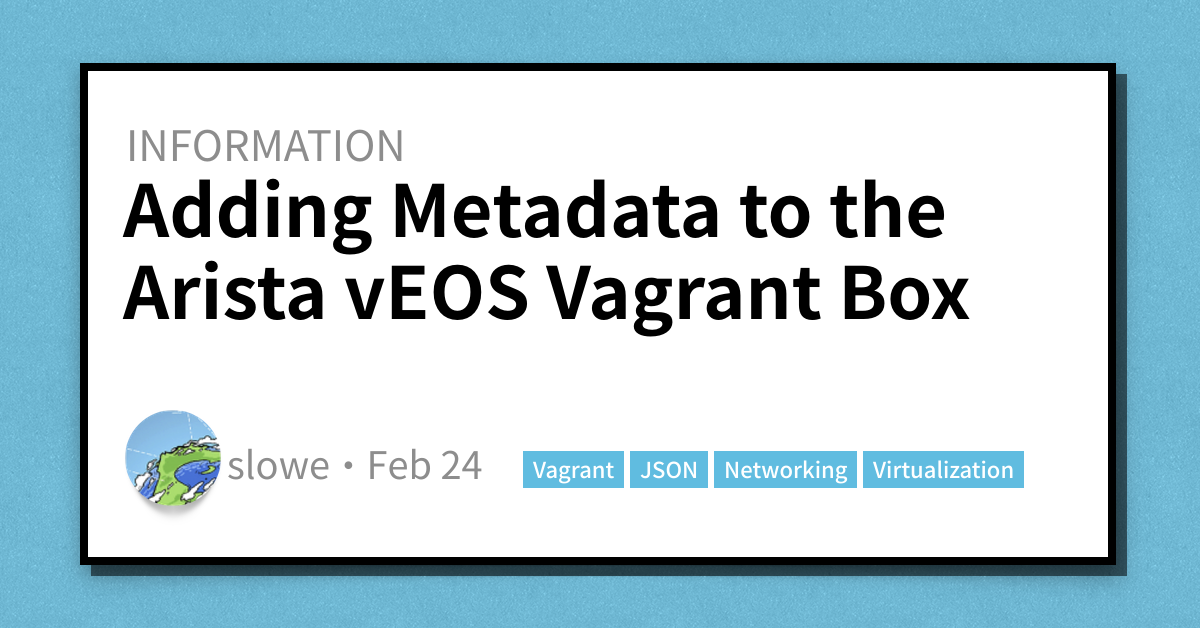 INFORMATION
Adding Metadata to the
Arista vEOS Vagrant Box
slowe • Feb 24
Vagrant JSON Networking Virtualization